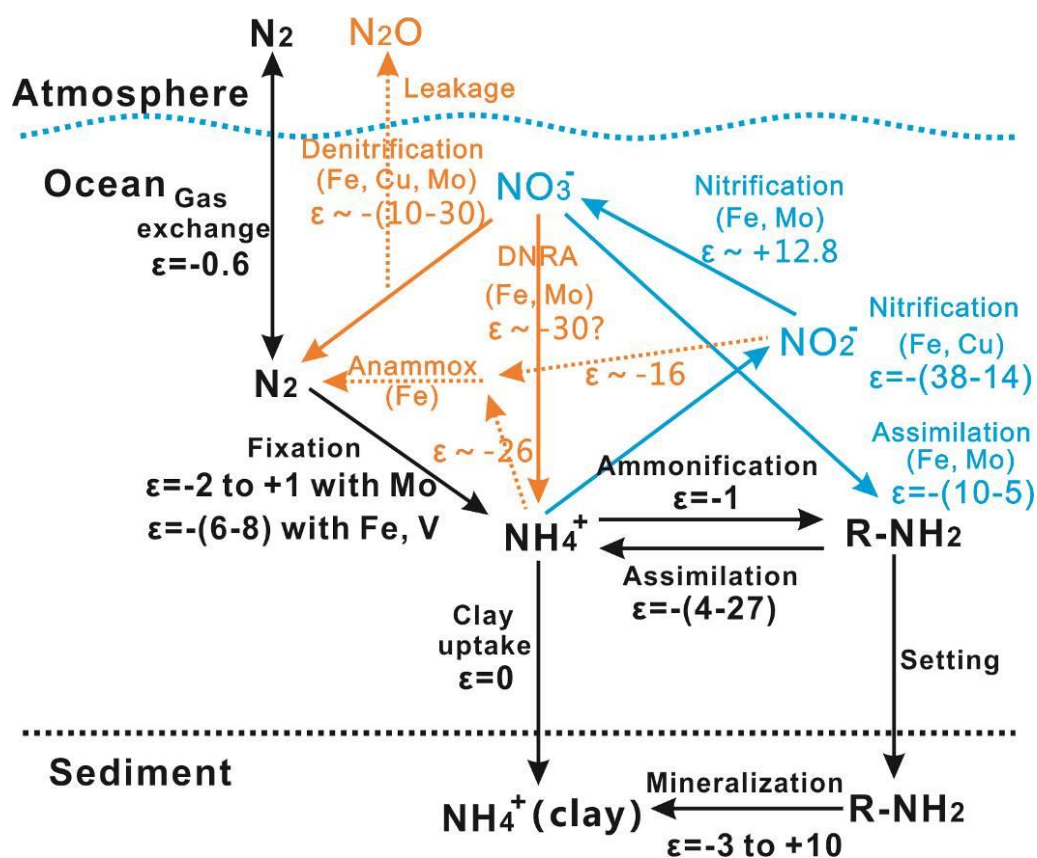 N2
N2O
Leakage
Atmosphere
Denitrification
(Fe, Cu, Mo)
ε ~ -(10-30)
Ocean
Gas
exchange
ε=-0.6
NO3-
Nitrification
(Fe, Mo)
ε ~ +12.8
DNRA
(Fe, Mo)
ε ~ -30?
NO2-
Nitrification
(Fe, Cu)
ε=-(38-14)
N2
Anammox
(Fe)
ε ~ -16
Fixation
ε=-2 to +1 with Mo
ε=-(6-8) with Fe, V
ε ~ -26
Ammonification
ε=-1
Assimilation
(Fe, Mo)
ε=-(10-5)
NH4+
R-NH2
Assimilation
ε=-(4-27)
Clay
uptake
ε=0
Setting
Sediment
NH4+(clay)
Mineralization
ε=-3 to +10
R-NH2